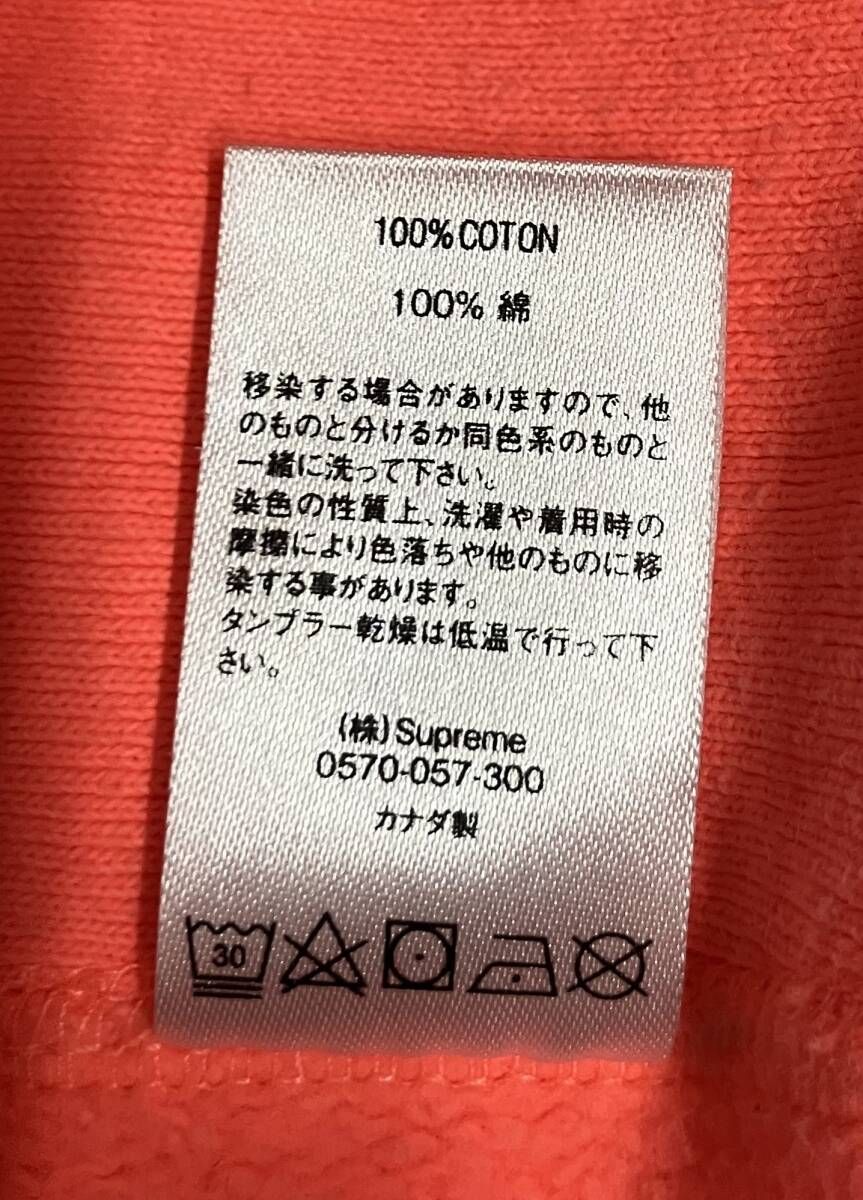 100% COTON
100% 綿
移染する場合がありますので、他
のものと分けるか同色系のものと
一緒に洗って下さい。
染色の性質上、洗濯や着用時の
摩擦により色落ちや他のものに移
染する事があります。
タンブラー乾燥は低温で行って下
さい。
(株)Supreme
0570-057-300
カナダ製
30